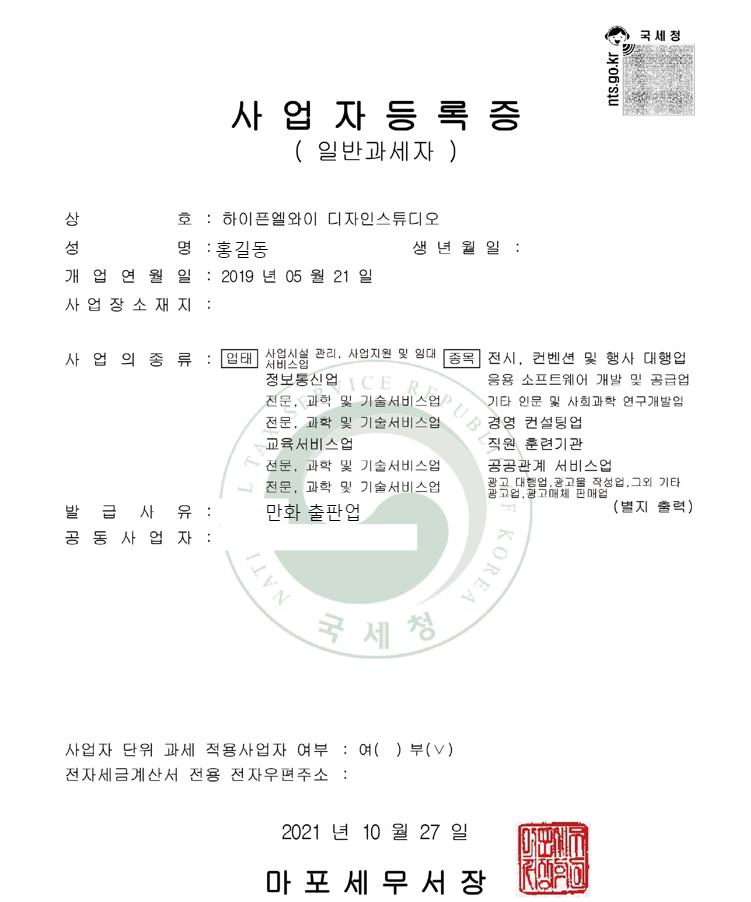 국세청
nts.go.kr
사업자등록증
( 일반과세자 )
상 호 : 하이픈엘와이 디자인스튜디오
성 명 : 홍길동 생년월일 :
개업연월일 : 2019 년 05 월 21 일
사업장소재지 :
사업의종류 : 업태 사업시설 관리, 사업지원 및 임대 서비스업 종목 전시, 컨벤션 및 행사 대행업
정보통신업 응용 소프트웨어 개발 및 공급업
전문, 과학 및 기술서비스업 기타 인문 및 사회과학 연구개발업
전문, 과학 및 기술서비스업 경영 컨설팅업
교육서비스업 직원 훈련기관
전문, 과학 및 기술서비스업 공공관계 서비스업
전문, 과학 및 기술서비스업 광고 대행업,광고물 작성업,그외 기타 광고업,광고매체 판매업
발급사유 : 만화 출판업 (별지 출력)
공동사업자 :
NATI L TAX SERVICE REPUBLIC OF KOREA
국세청
사업자 단위 과세 적용사업자 여부 : 여( ) 부(∨)
전자세금계산서 전용 전자우편주소 :
2021 년 10 월 27 일
마포세무서장